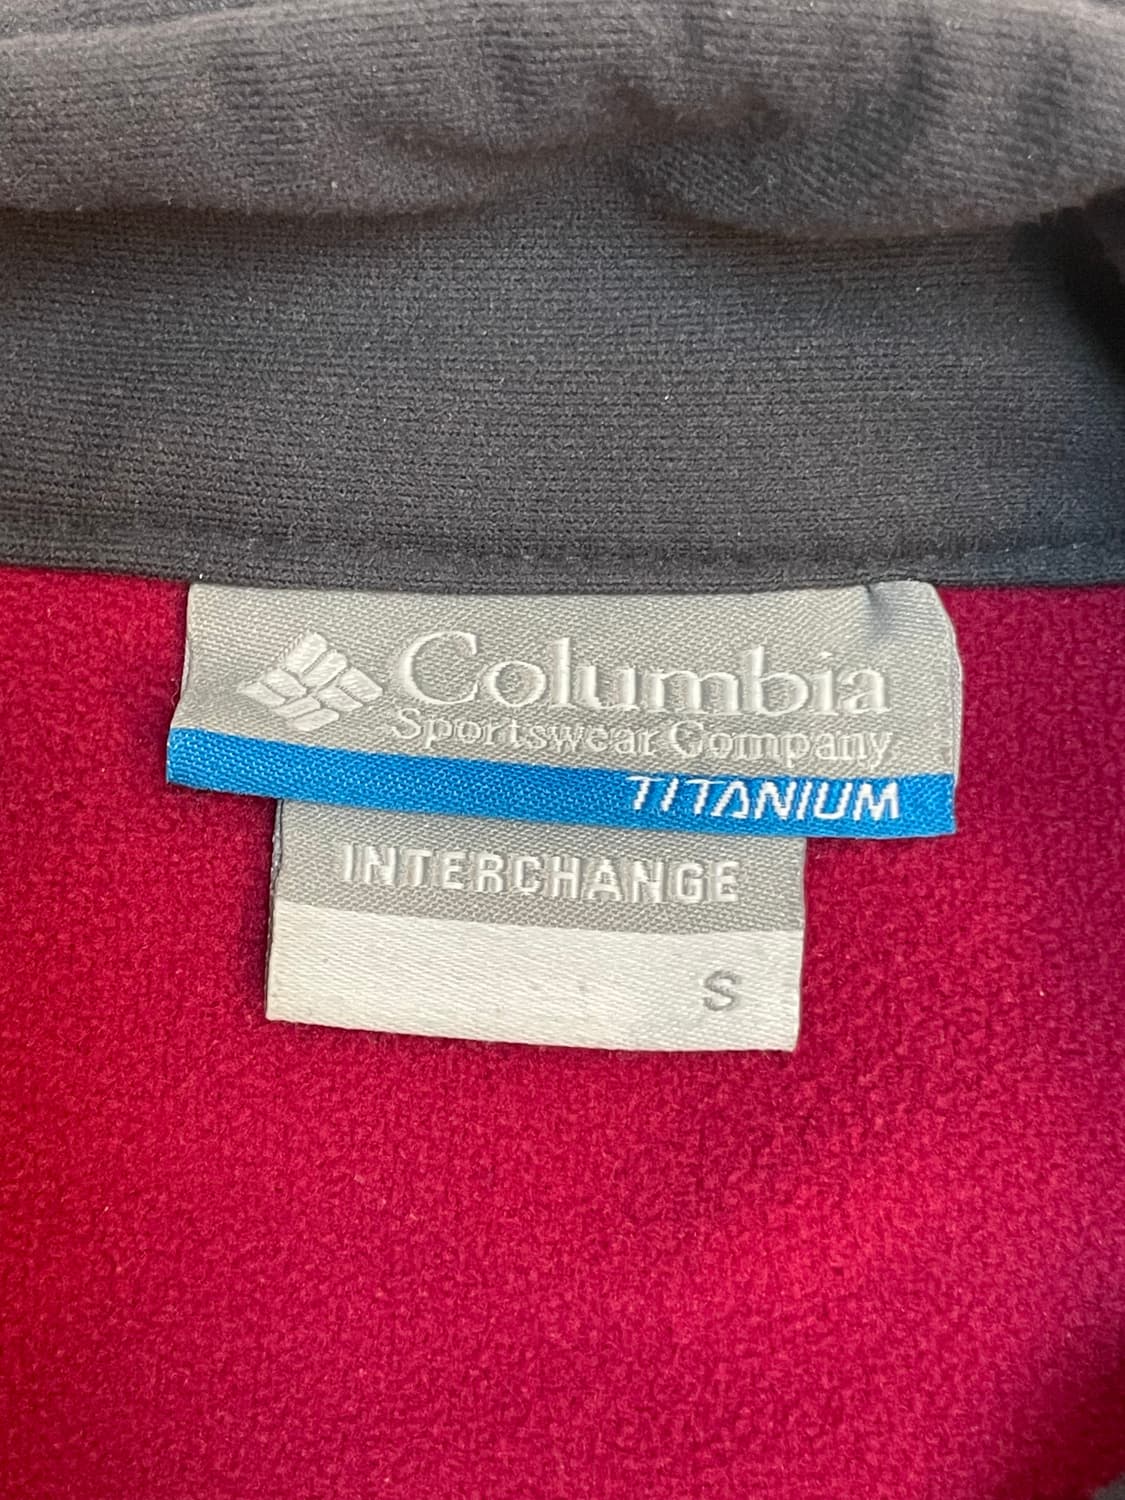 Columbia
Sportswear Company
TITANIUM
INTERCHANGE
S